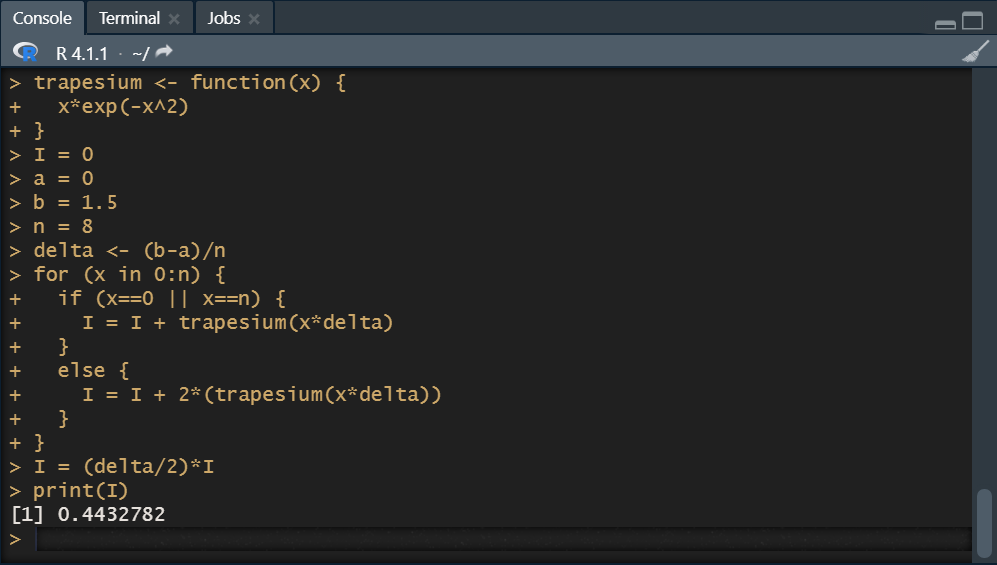 Console Terminal Jobs
R R 4.1.1 · ~/
> trapesium <- function(x) {
+   x*exp(-x^2)
+ }
> I = 0
> a = 0
> b = 1.5
> n = 8
> delta <- (b-a)/n
> for (x in 0:n) {
+   if (x==0 || x==n) {
+     I = I + trapesium(x*delta)
+   }
+   else {
+     I = I + 2*(trapesium(x*delta))
+   }
+ }
> I = (delta/2)*I
> print(I)
[1] 0.4432782
>